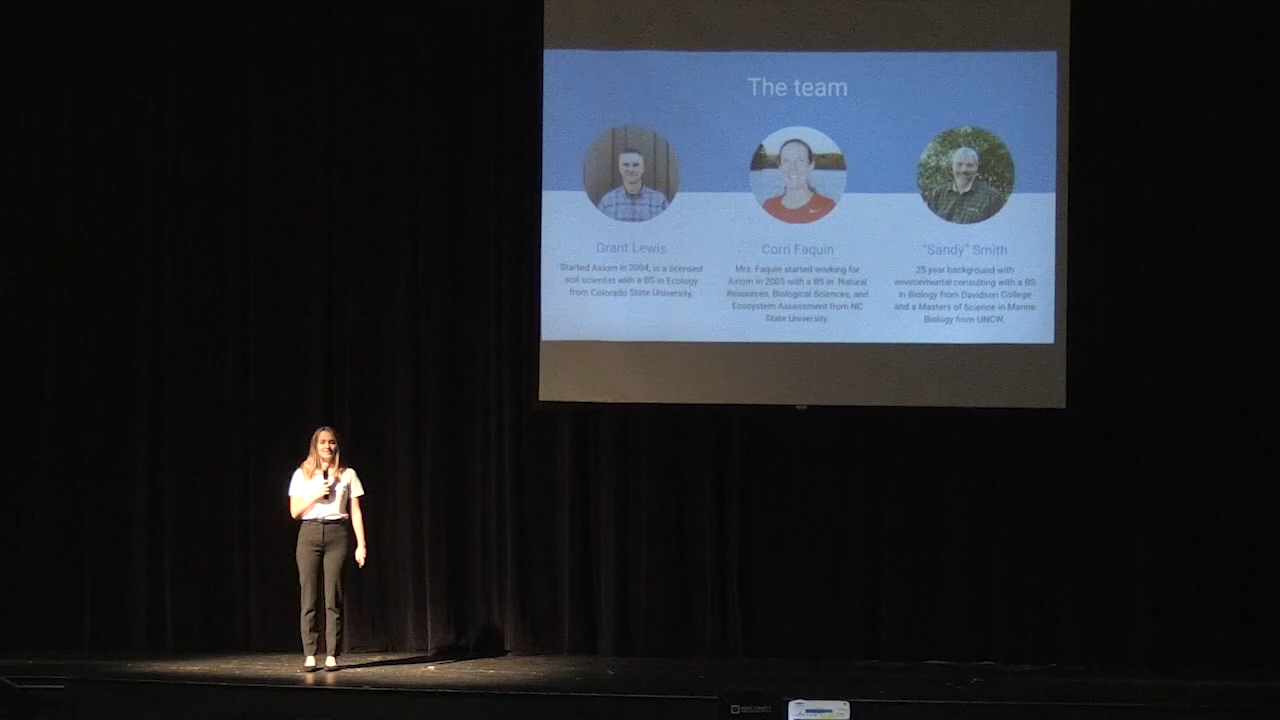 The team
Grant Lewis
Started Axiom in 2004, is a licensed
soil scientists with a BS in Ecology
from Colorado State University.
Corri Faquin
Mrs. Faquin started working for
Axiom in 2005 with a BS in Natural
Resources, Biological Sciences, and
Ecosystem Assessment from NC
State University.
"Sandy" Smith
25 year background with
environmental consulting with a BS
in Biology from Davidson College
and a Masters of Science in Marine
Biology from UNCW.